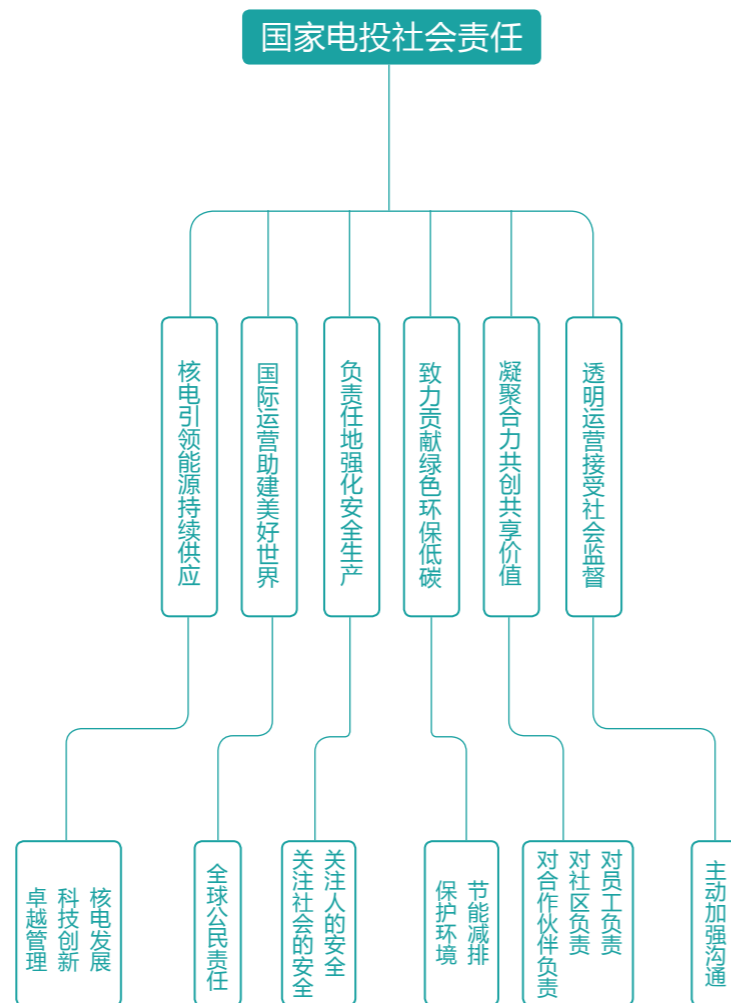 国家电投社会责任
核电引领能源持续供应
国际运营助建美好世界
负责任地强化安全生产
致力贡献绿色环保低碳
凝聚合力共创共享价值
透明运营接受社会监督
核电发展
科技创新
卓越管理
全球公民责任
关注人的安全
关注社会的安全
节能减排
保护环境
对员工负责
对社区负责
对合作伙伴负责
主动加强沟通